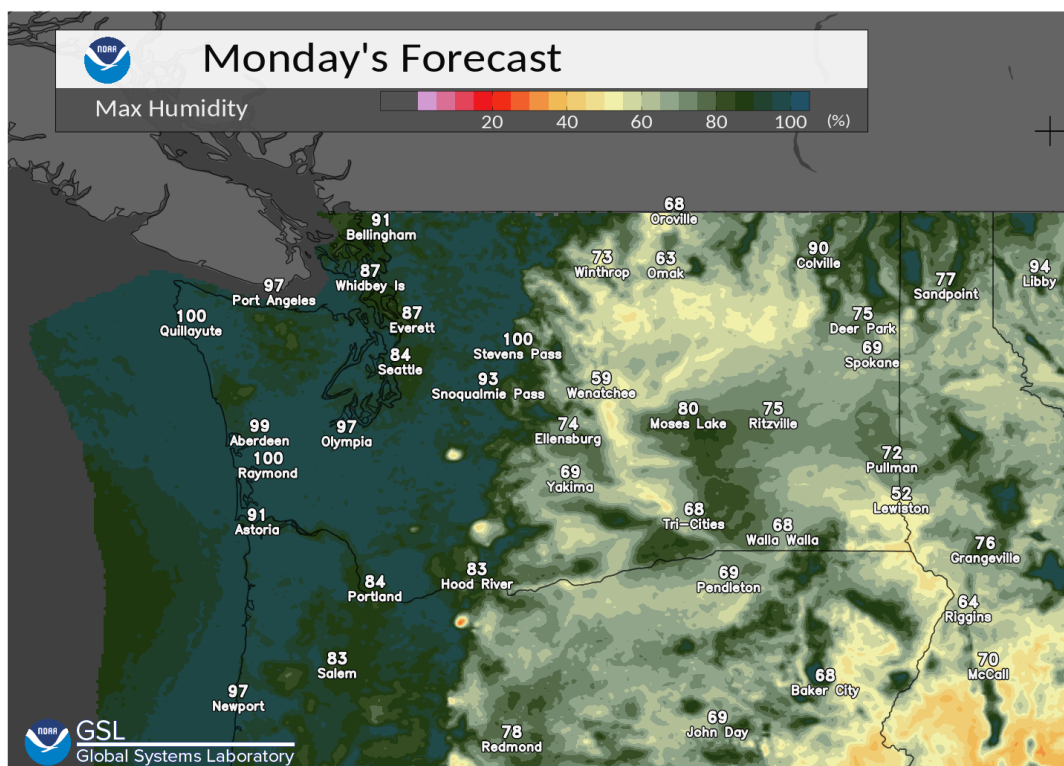 NOAA
Monday's Forecast
Max Humidity
20 40 60 80 100 (%)
68
Oroville
91
Bellingham
73
Winthrop
63
Omak
90
Colville
77
Sandpoint
94
Libby
87
Whidbey Is
97
Port Angeles
100
Quillayute
87
Everett
75
Deer Park
100
Stevens Pass
69
Spokane
84
Seattle
93
Snoqualmie Pass
59
Wenatchee
80
Moses Lake
75
Ritzville
99
Aberdeen
97
Olympia
74
Ellensburg
100
Raymond
72
Pullman
69
Yakima
52
Lewiston
91
Astoria
68
Tri-Cities
68
Walla Walla
76
Grangeville
83
Hood River
84
Portland
69
Pendleton
64
Riggins
83
Salem
70
McCall
68
Baker City
97
Newport
69
John Day
78
Redmond
NOAA
GSL
Global Systems Laboratory